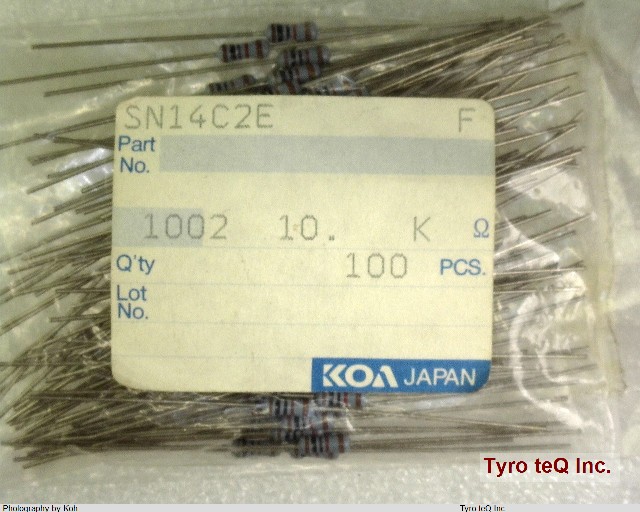 SN14C2E F
Part
No.
1002 10. K Ω
Q'ty 100 PCS.
Lot
No.
KOA JAPAN
Tyro teQ Inc.
Photography by Koh Tyro teQ Inc